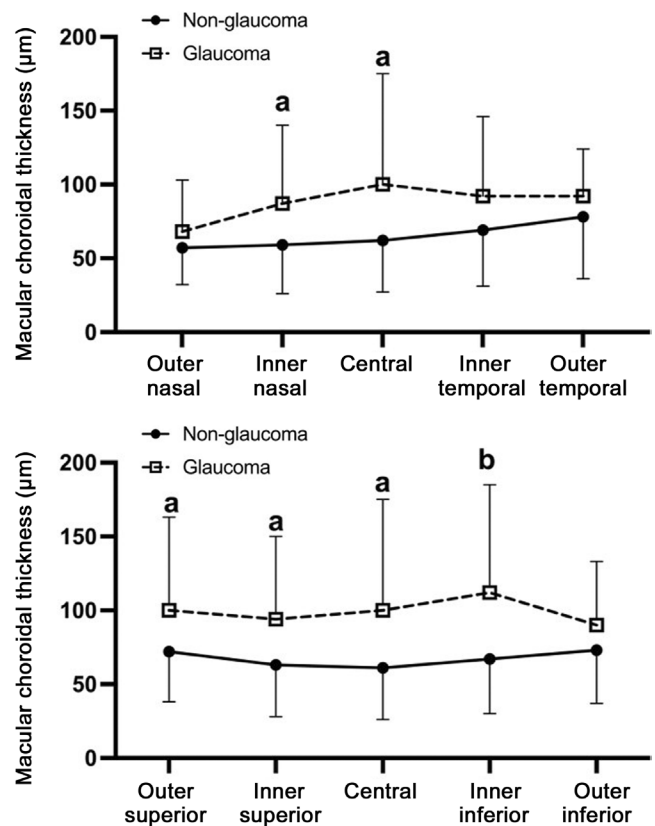 Macular choroidal thickness (µm)
Non-glaucoma
Glaucoma
200
150
100
50
0
a
a
Outer nasal
Inner nasal
Central
Inner temporal
Outer temporal
Macular choroidal thickness (µm)
Non-glaucoma
Glaucoma
200
150
100
50
0
a
a
a
b
Outer superior
Inner superior
Central
Inner inferior
Outer inferior